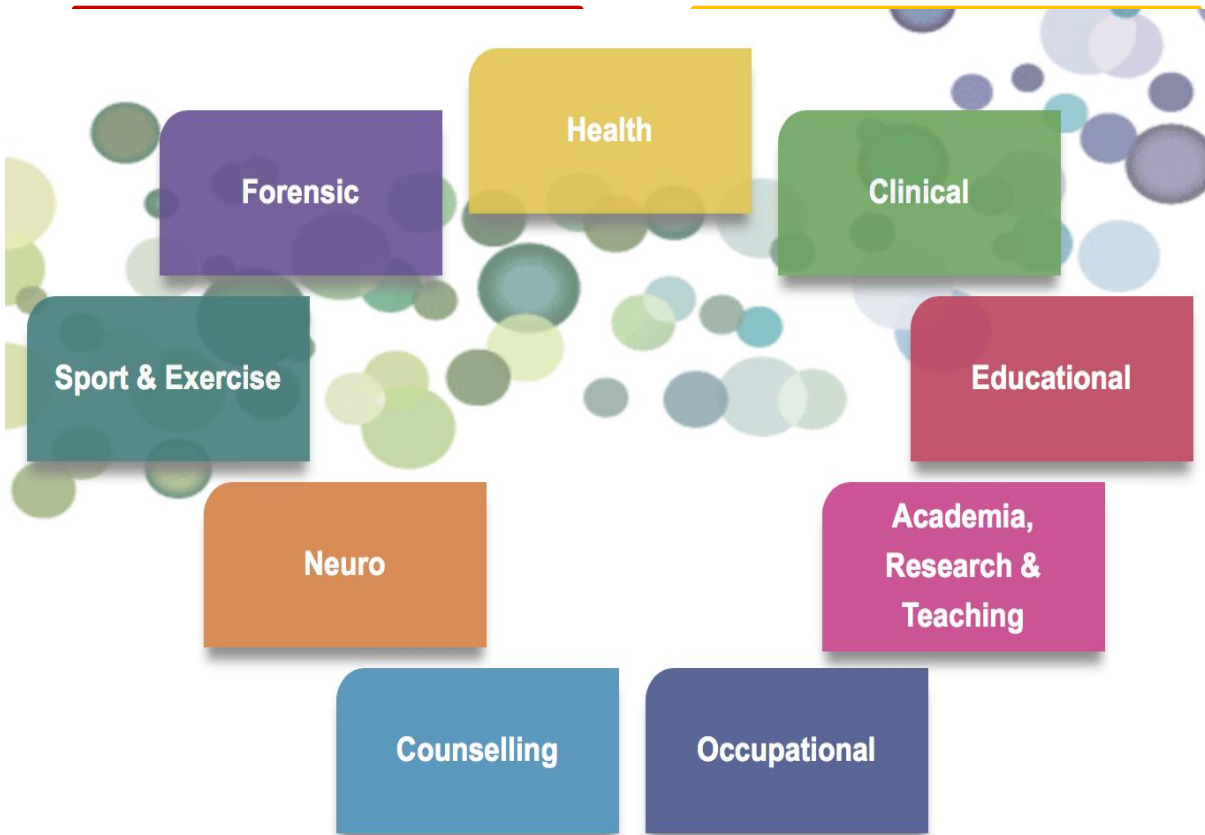 Health
Forensic
Clinical
Sport & Exercise
Educational
Neuro
Academia,
Research &
Teaching
Counselling
Occupational